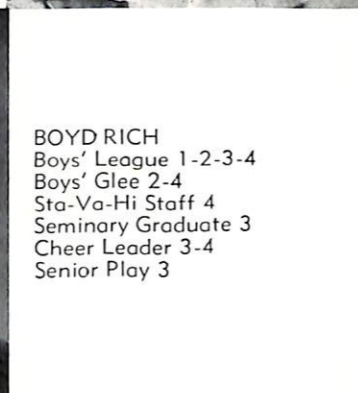 BOYD RICH
Boys' League 1-2-3-4
Boys' Glee 2-4
Sta-Va-Hi Staff 4
Seminary Graduate 3
Cheer Leader 3-4
Senior Play 3